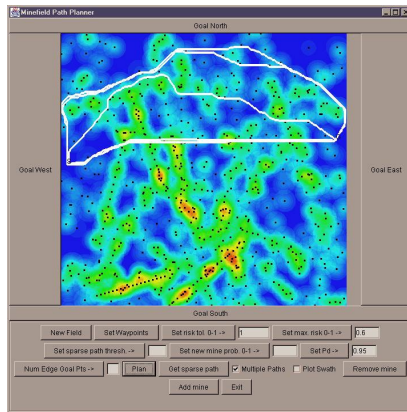 Minefield Path Planner
Goal North
Goal West
Goal East
Goal South
New Field Set Waypoints Set risk tol. 0-1 -> 1 Set max. risk 0-1 -> 0.6
Set sparse path thresh. -> Set new mine prob. 0-1 -> Set Pd -> 0.95
Num Edge Goal Pts -> Plan Get sparse path Multiple Paths Plot Swath Remove mine
Add mine Exit